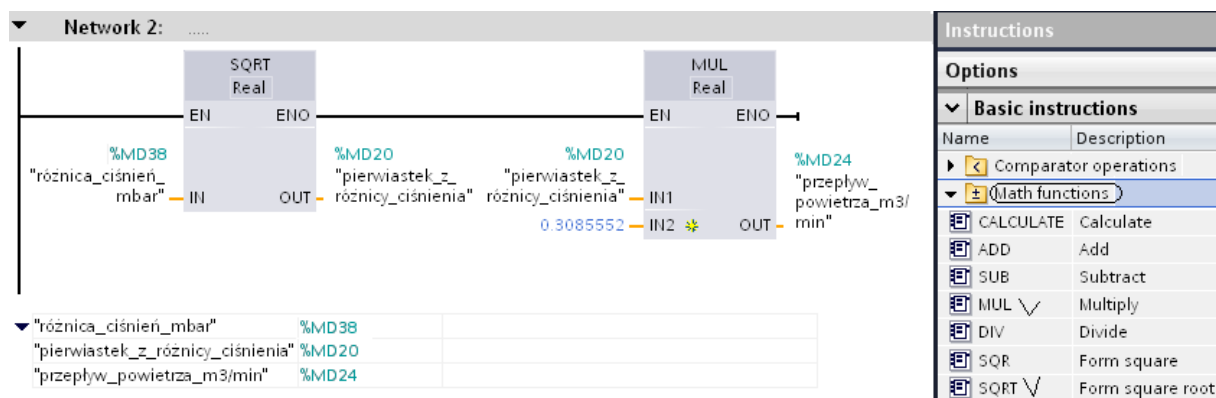 Network 2: .....
SQRT
Real
EN ENO
%MD38
"różnica_ciśnień_
mbar"
IN OUT
%MD20
"pierwiastek_z_
różnicy_ciśnienia"
MUL
Real
EN ENO
%MD20
"pierwiastek_z_
różnicy_ciśnienia"
IN1
0.3085552
IN2 OUT
%MD24
"przepływ_
powietrza_m3/
min"
"różnica_ciśnień_mbar" %MD38
"pierwiastek_z_różnicy_ciśnienia" %MD20
"przepływ_powietrza_m3/min" %MD24
Instructions
Options
Basic instructions
Name Description
Comparator operations
Math functions
CALCULATE Calculate
ADD Add
SUB Subtract
MUL Multiply
DIV Divide
SQR Form square
SQRT Form square root